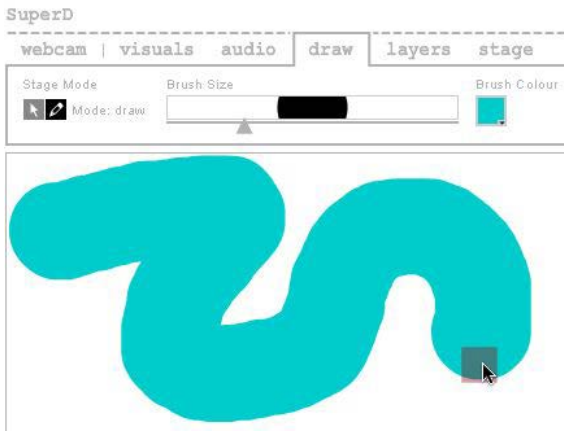 SuperD
webcam | visuals audio draw layers stage
Stage Mode Brush Size Brush Colour
Mode: draw